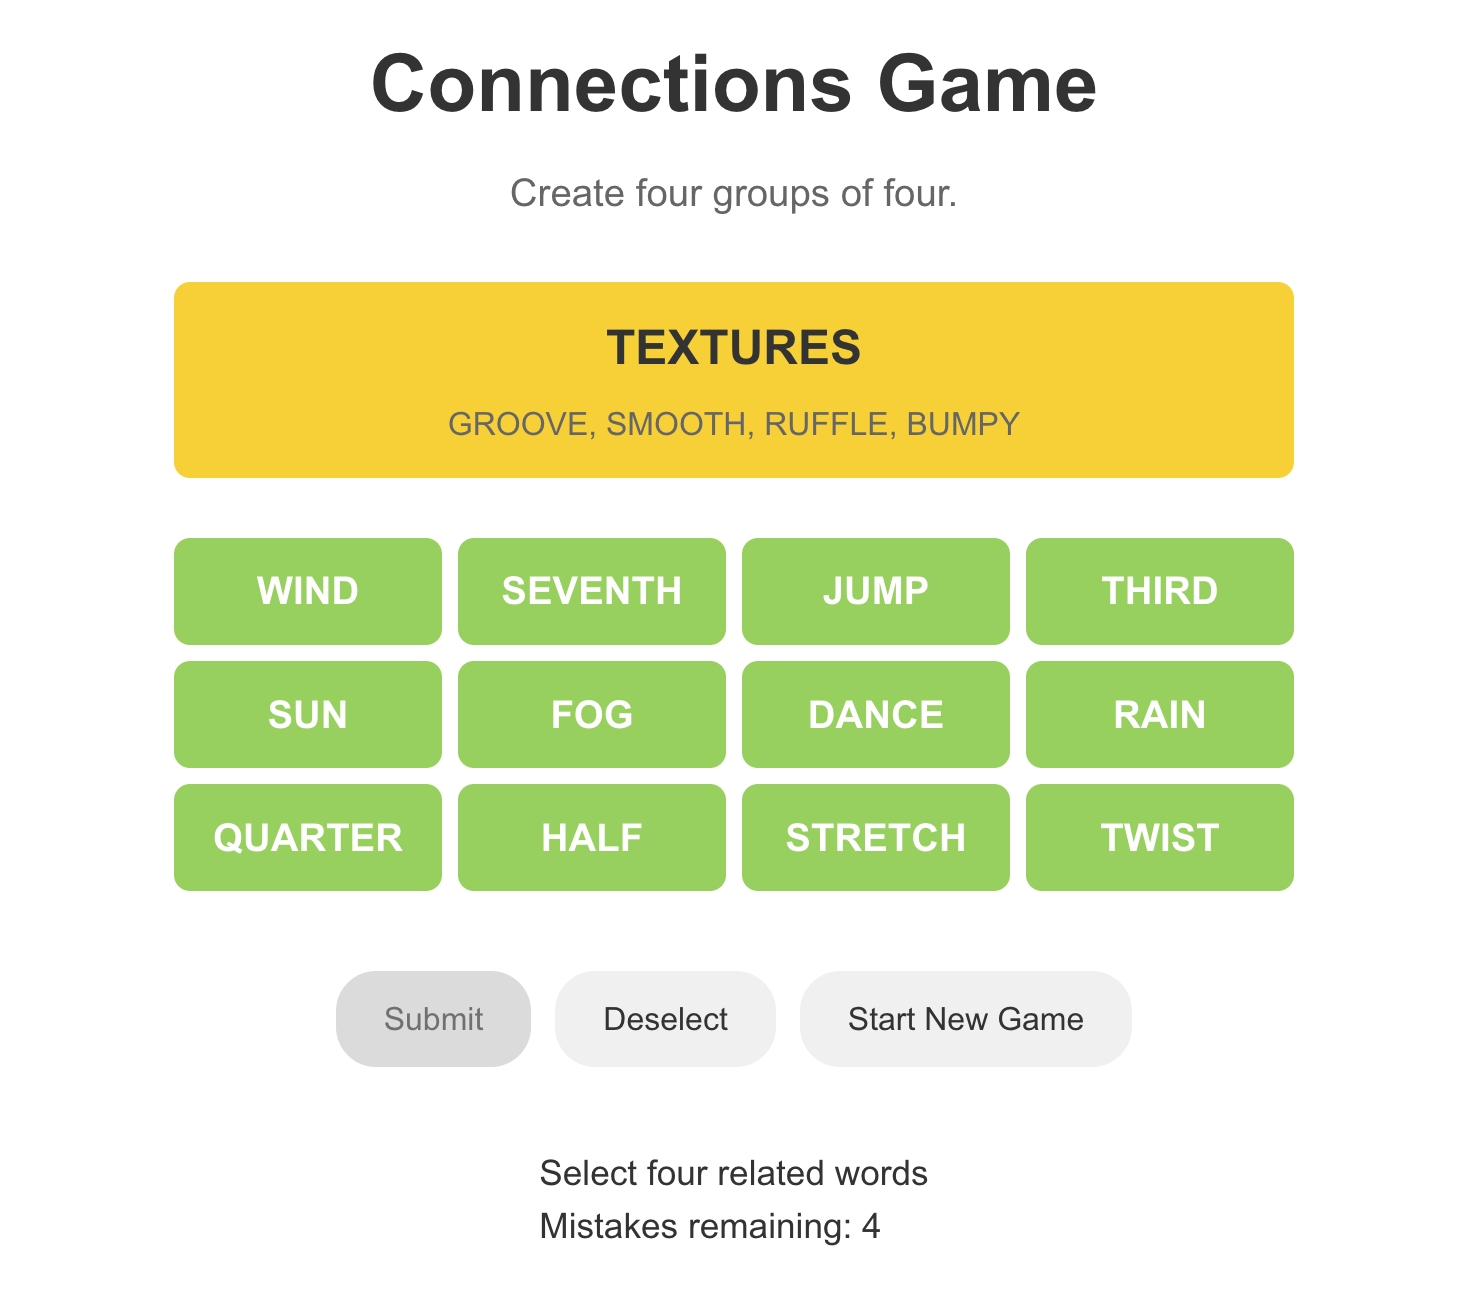 Connections Game
Create four groups of four.
TEXTURES
GROOVE, SMOOTH, RUFFLE, BUMPY
WIND SEVENTH JUMP THIRD
SUN FOG DANCE RAIN
QUARTER HALF STRETCH TWIST
Submit Deselect Start New Game
Select four related words
Mistakes remaining: 4